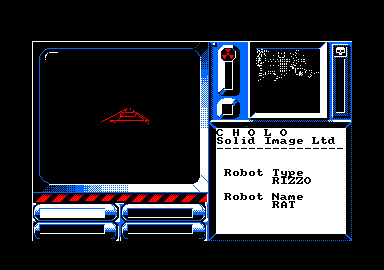 C H O L O
Solid Image Ltd
Robot Type
RIZZO
Robot Name
RAT